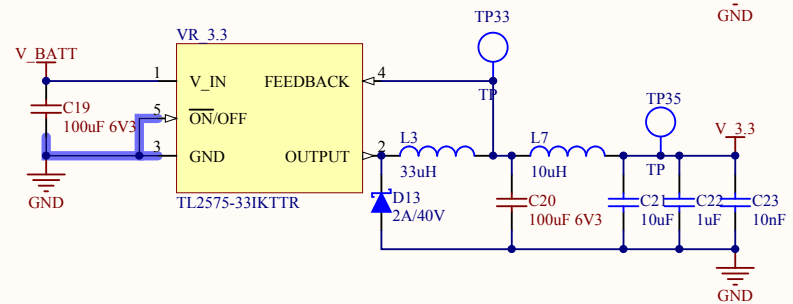 TP33
GND
VR_3.3
V_BATT
1
V_IN
FEEDBACK
4
TP
C19
100uF 6V3
5
ON/OFF
TP35
3
GND
OUTPUT
2
L3
33uH
L7
10uH
V_3.3
TP
GND
TL2575-33IKTTR
D13
2A/40V
C20
100uF 6V3
C21
10uF
C22
1uF
C23
10nF
GND